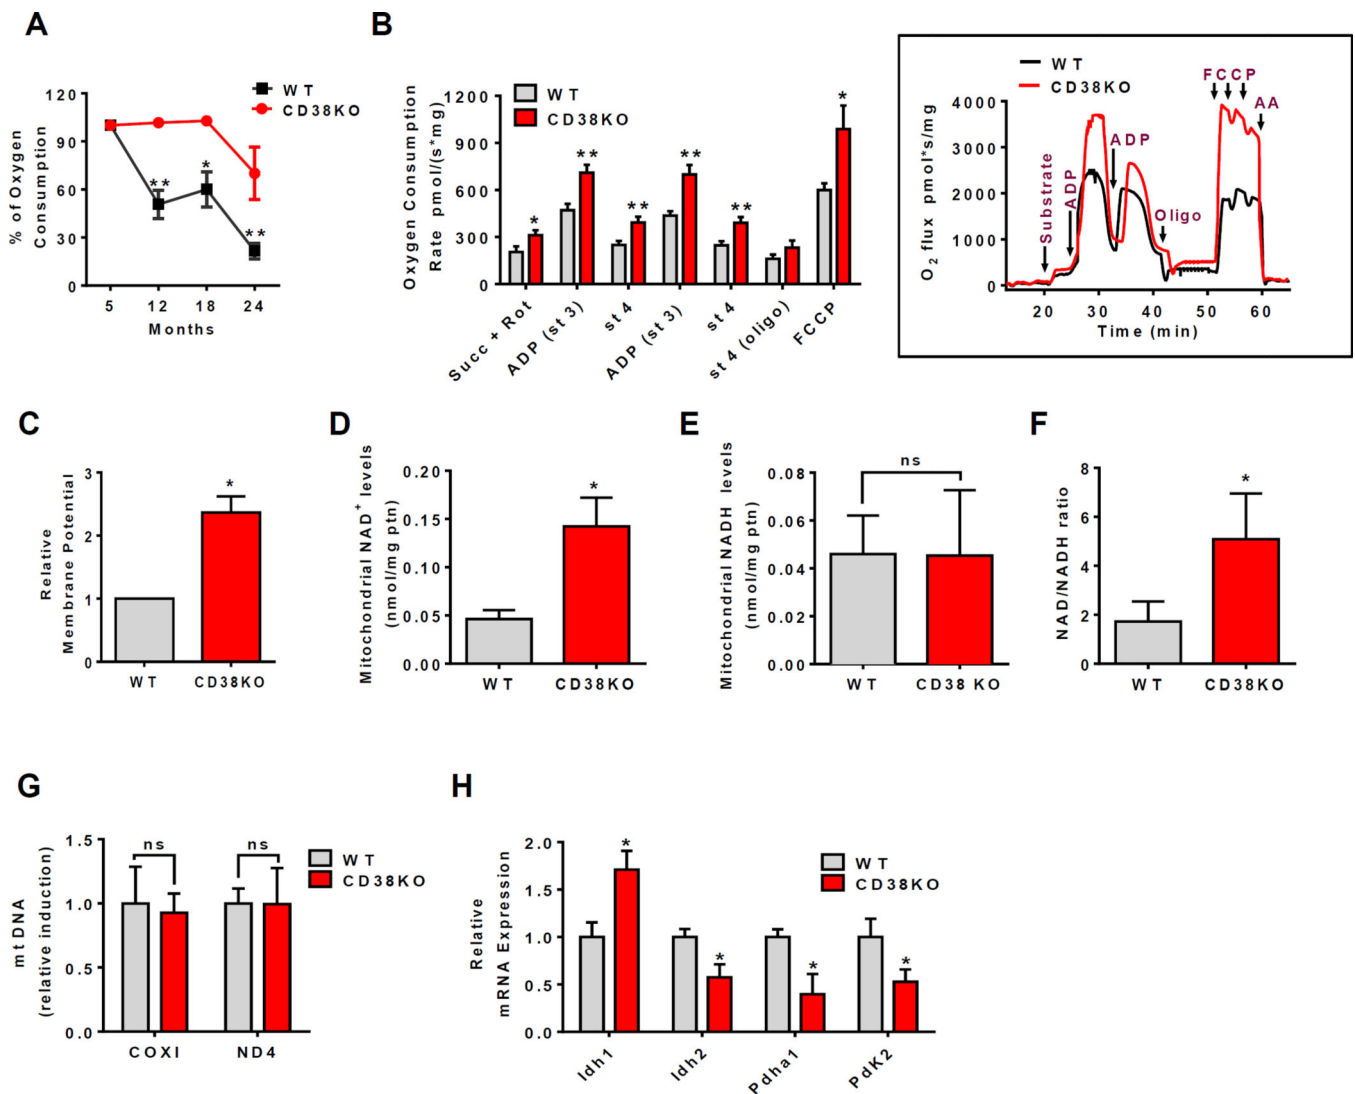 A
% of Oxygen
Consumption
120
90
60
30
0
**
*
**
5 12 18 24
Months
WT
CD38KO
B
Oxygen Consumption
Rate pmol/(s*mg)
1200
900
600
300
0
WT
CD38KO
*
**
**
**
**
*
Succ + Rot
ADP (st 3)
st 4
ADP (st 3)
st 4
st 4 (oligo)
FCCP
WT
CD38KO
O2 flux pmol*s/mg
4000
3000
2000
1000
0
Substrate
ADP
ADP
Oligo
FCCP
AA
20 30 40 50 60
Time (min)
C
Relative
Membrane Potential
3
2
1
0
*
WT CD38KO
D
Mitochondrial NAD+ levels
(nmol/mg ptn)
0.20
0.15
0.10
0.05
0.00
*
WT CD38KO
E
Mitochondrial NADH levels
(nmol/mg ptn)
0.08
0.06
0.04
0.02
0.00
ns
WT CD38 KO
F
NAD/NADH ratio
8
6
4
2
0
*
WT CD38KO
G
mt DNA
(relative induction)
1.5
1.0
0.5
0.0
ns
ns
COXI ND4
WT
CD38KO
H
Relative
mRNA Expression
2.0
1.5
1.0
0.5
0.0
*
*
*
*
WT
CD38KO
Idh1
Idh2
Pdha1
PdK2